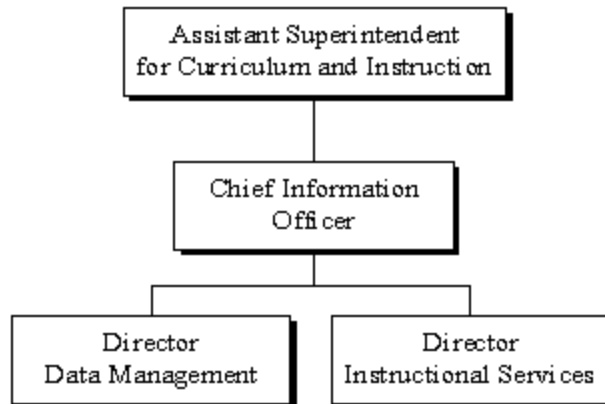 Assistant Superintendent
for Curriculum and Instruction
Chief Information
Officer
Director
Data Management
Director
Instructional Services